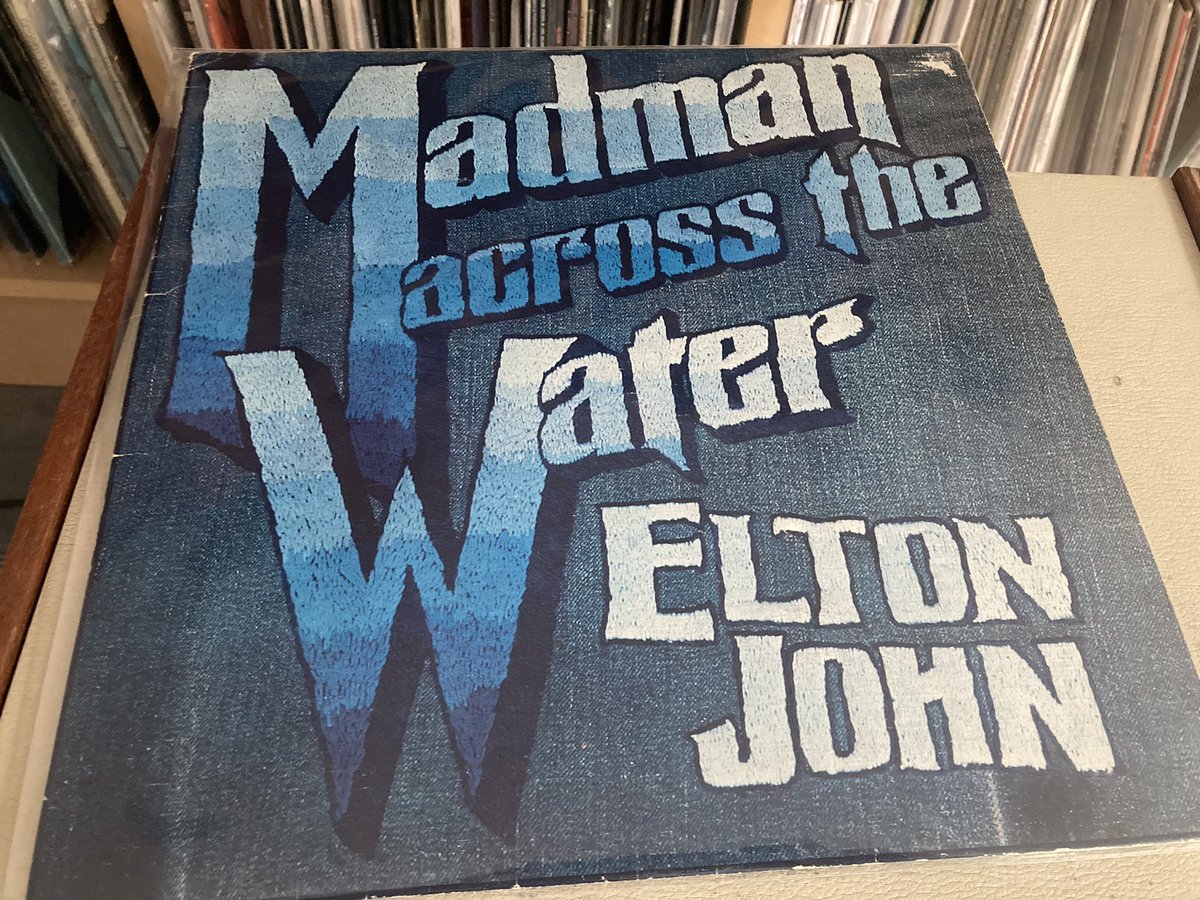 Madman
across the
Water
ELTON
JOHN